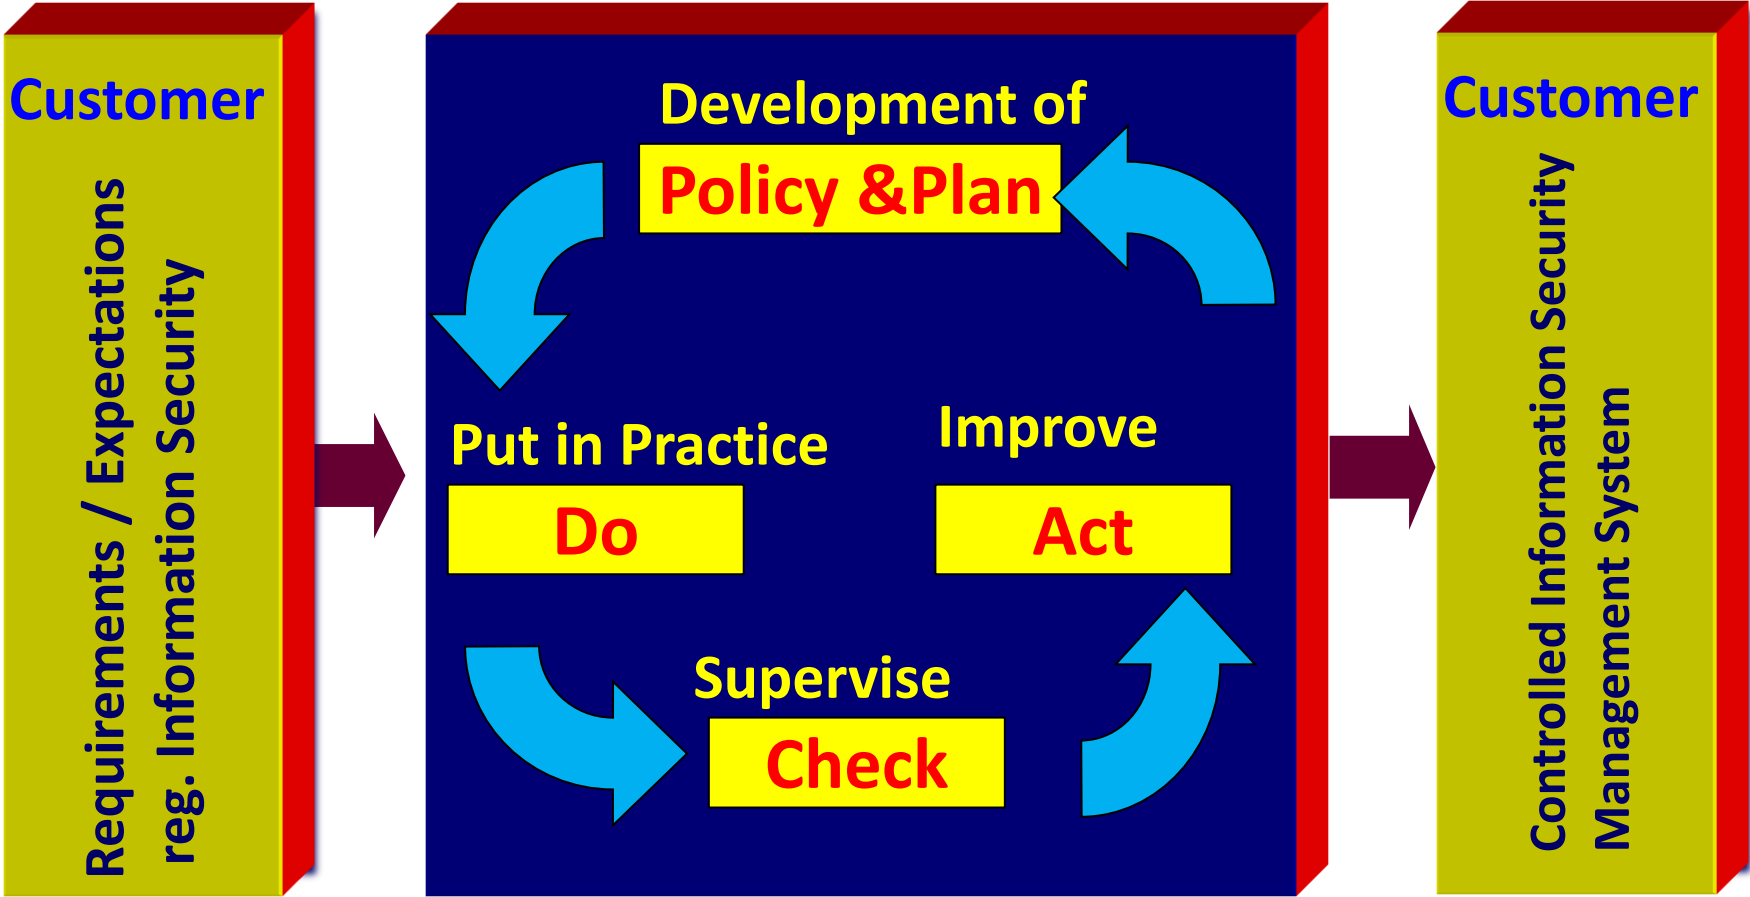 Customer
Requirements / Expectations
reg. Information Security
Development of
Policy &Plan
Put in Practice
Do
Improve
Act
Supervise
Check
Customer
Controlled Information Security
Management System